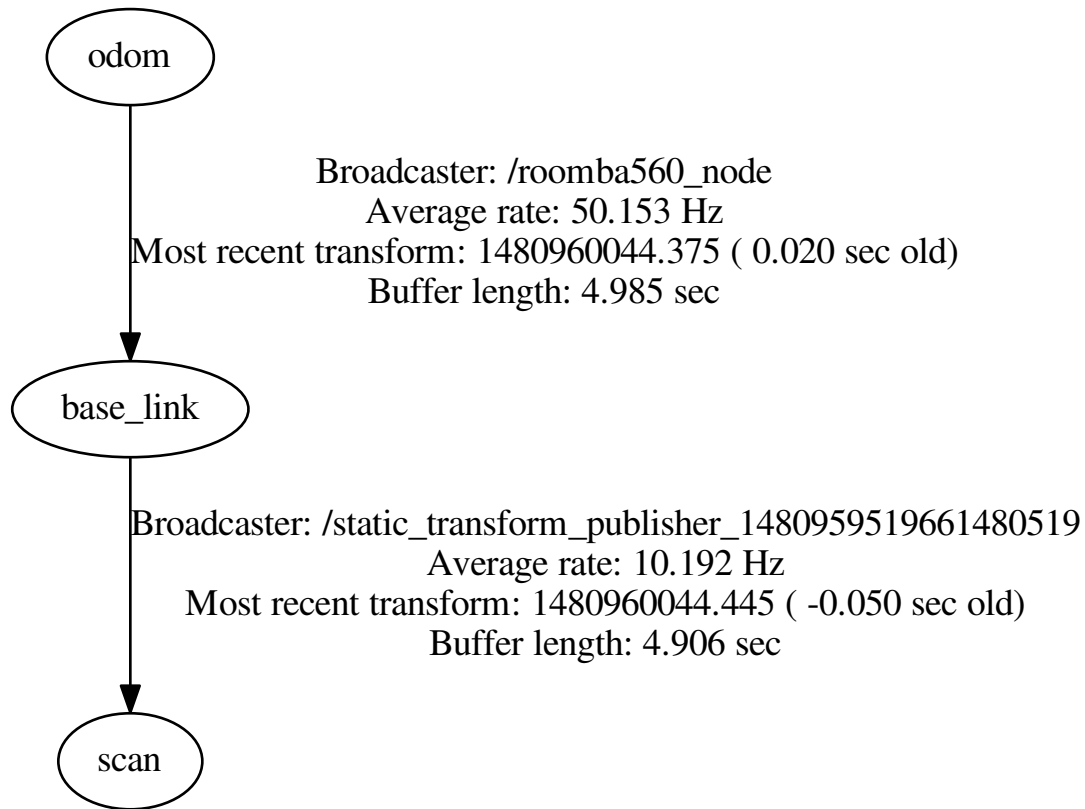 odom
Broadcaster: /roomba560_node
Average rate: 50.153 Hz
Most recent transform: 1480960044.375 ( 0.020 sec old)
Buffer length: 4.985 sec
base_link
Broadcaster: /static_transform_publisher_1480959519661480519
Average rate: 10.192 Hz
Most recent transform: 1480960044.445 ( -0.050 sec old)
Buffer length: 4.906 sec
scan